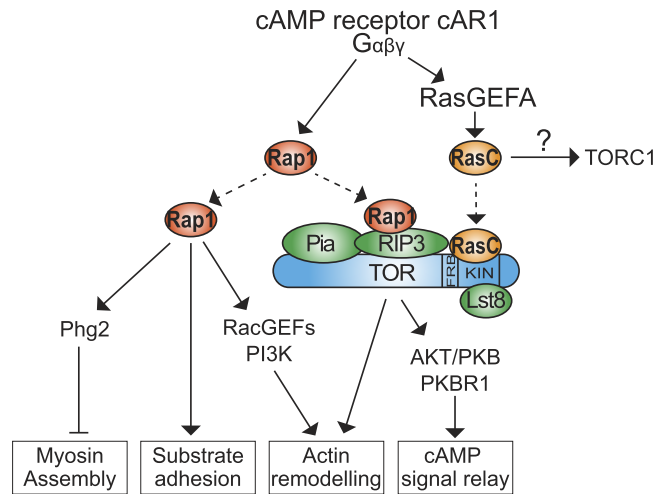 cAMP receptor cAR1
Gαβγ
RasGEFA
?
Rap1
RasC
TORC1
Rap1
Rap1
Pia
RIP3
RasC
TOR
FRB
KIN
Lst8
Phg2
RacGEFs
PI3K
AKT/PKB
PKBR1
Myosin
Assembly
Substrate
adhesion
Actin
remodelling
cAMP
signal relay